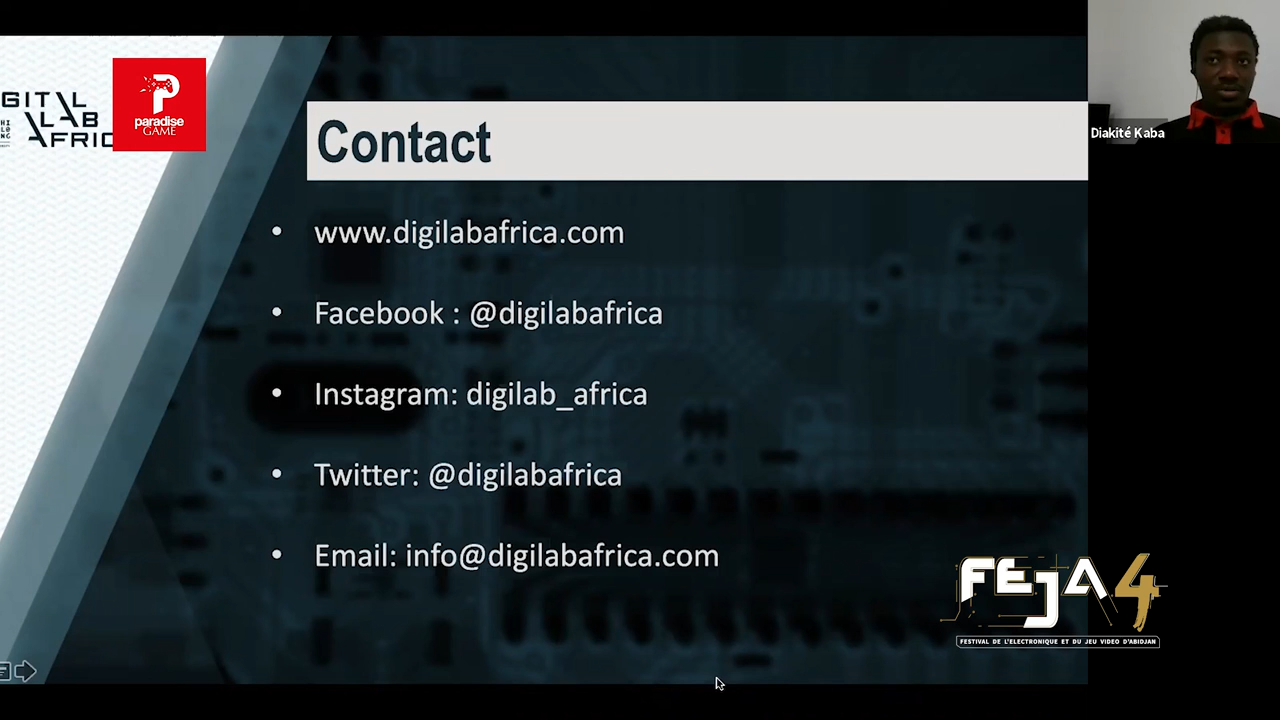 GITAL
LAB
AFRIC
paradise
GAME
Contact
Diakité Kaba
• www.digilabafrica.com
• Facebook : @digilabafrica
• Instagram: digilab_africa
• Twitter: @digilabafrica
• Email: info@digilabafrica.com
FEJA4
FESTIVAL DE L'ELECTRONIQUE ET DU JEU VIDEO D'ABIDJAN